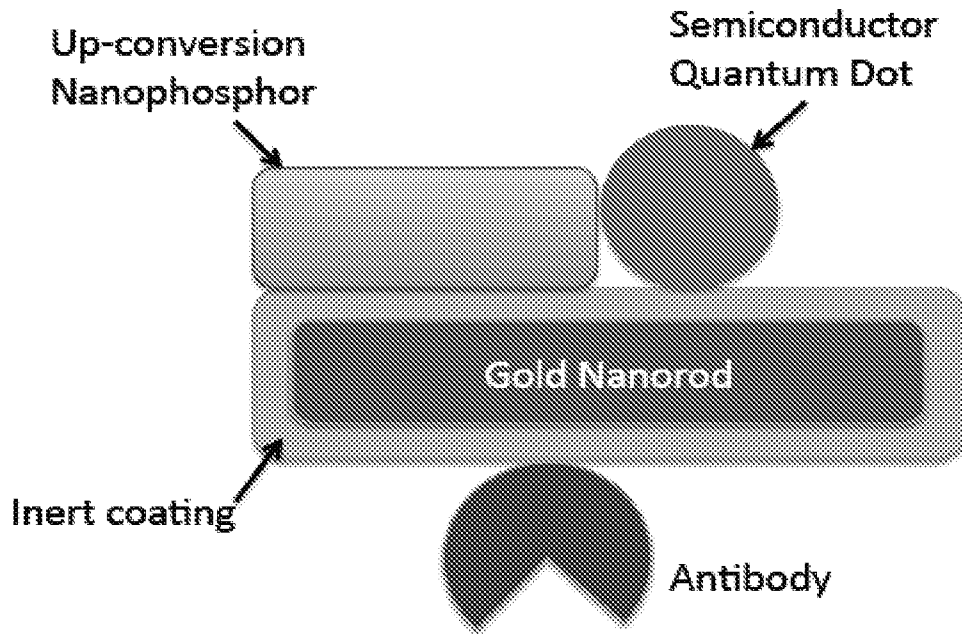 Up-conversion
Nanophosphor
Semiconductor
Quantum Dot
Gold Nanorod
Inert coating
Antibody